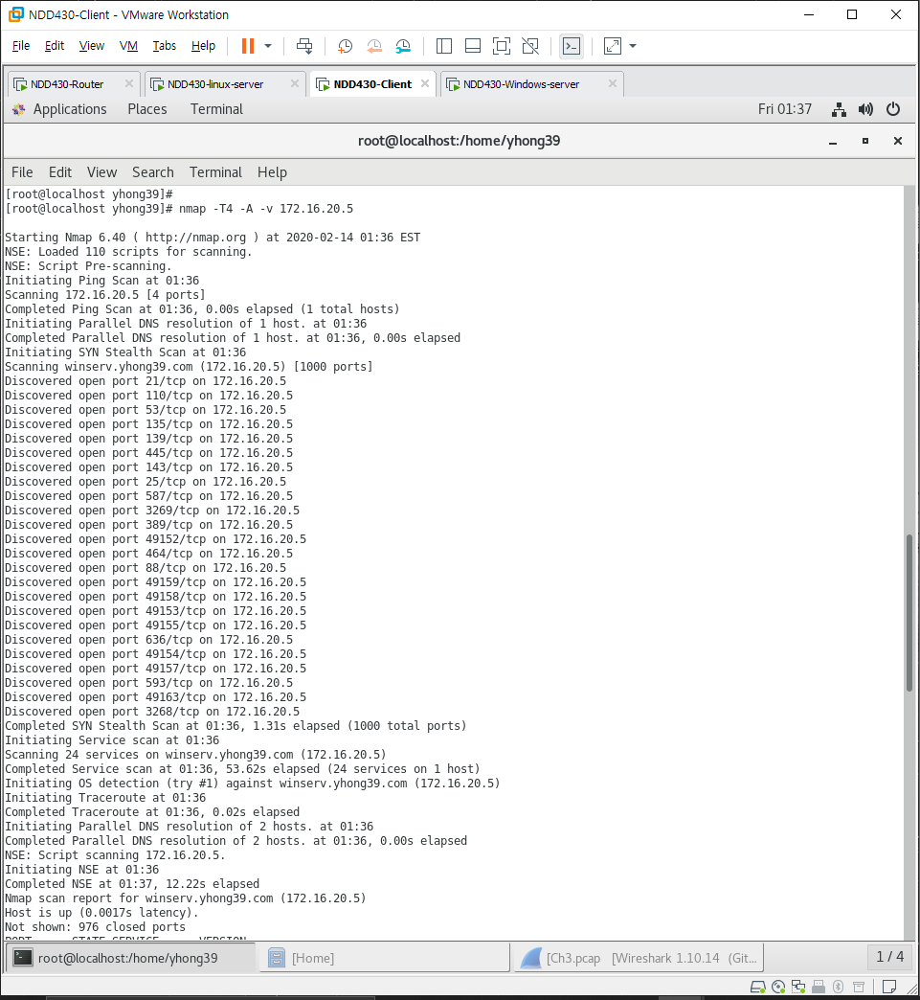 NDD430-Client - VMware Workstation
File Edit View VM Tabs Help
NDD430-Router NDD430-linux-server NDD430-Client NDD430-Windows-server
Applications Places Terminal Fri 01:37
root@localhost:/home/yhong39
File Edit View Search Terminal Help
[root@localhost yhong39]#
[root@localhost yhong39]# nmap -T4 -A -v 172.16.20.5
Starting Nmap 6.40 ( http://nmap.org ) at 2020-02-14 01:36 EST
NSE: Loaded 110 scripts for scanning.
NSE: Script Pre-scanning.
Initiating Ping Scan at 01:36
Scanning 172.16.20.5 [4 ports]
Completed Ping Scan at 01:36, 0.00s elapsed (1 total hosts)
Initiating Parallel DNS resolution of 1 host. at 01:36
Completed Parallel DNS resolution of 1 host. at 01:36, 0.00s elapsed
Initiating SYN Stealth Scan at 01:36
Scanning winserv.yhong39.com (172.16.20.5) [1000 ports]
Discovered open port 21/tcp on 172.16.20.5
Discovered open port 110/tcp on 172.16.20.5
Discovered open port 53/tcp on 172.16.20.5
Discovered open port 135/tcp on 172.16.20.5
Discovered open port 139/tcp on 172.16.20.5
Discovered open port 445/tcp on 172.16.20.5
Discovered open port 143/tcp on 172.16.20.5
Discovered open port 25/tcp on 172.16.20.5
Discovered open port 587/tcp on 172.16.20.5
Discovered open port 3269/tcp on 172.16.20.5
Discovered open port 389/tcp on 172.16.20.5
Discovered open port 49152/tcp on 172.16.20.5
Discovered open port 464/tcp on 172.16.20.5
Discovered open port 88/tcp on 172.16.20.5
Discovered open port 49159/tcp on 172.16.20.5
Discovered open port 49158/tcp on 172.16.20.5
Discovered open port 49153/tcp on 172.16.20.5
Discovered open port 49155/tcp on 172.16.20.5
Discovered open port 636/tcp on 172.16.20.5
Discovered open port 49154/tcp on 172.16.20.5
Discovered open port 49157/tcp on 172.16.20.5
Discovered open port 593/tcp on 172.16.20.5
Discovered open port 49163/tcp on 172.16.20.5
Discovered open port 3268/tcp on 172.16.20.5
Completed SYN Stealth Scan at 01:36, 1.31s elapsed (1000 total ports)
Initiating Service scan at 01:36
Scanning 24 services on winserv.yhong39.com (172.16.20.5)
Completed Service scan at 01:36, 53.62s elapsed (24 services on 1 host)
Initiating OS detection (try #1) against winserv.yhong39.com (172.16.20.5)
Initiating Traceroute at 01:36
Completed Traceroute at 01:36, 0.02s elapsed
Initiating Parallel DNS resolution of 2 hosts. at 01:36
Completed Parallel DNS resolution of 2 hosts. at 01:36, 0.00s elapsed
NSE: Script scanning 172.16.20.5.
Initiating NSE at 01:36
Completed NSE at 01:37, 12.22s elapsed
Nmap scan report for winserv.yhong39.com (172.16.20.5)
Host is up (0.0017s latency).
Not shown: 976 closed ports
PORT STATE SERVICE VERSION
root@localhost:/home/yhong39 [Home] [Ch3.pcap [Wireshark 1.10.14 (Git... 1 / 4